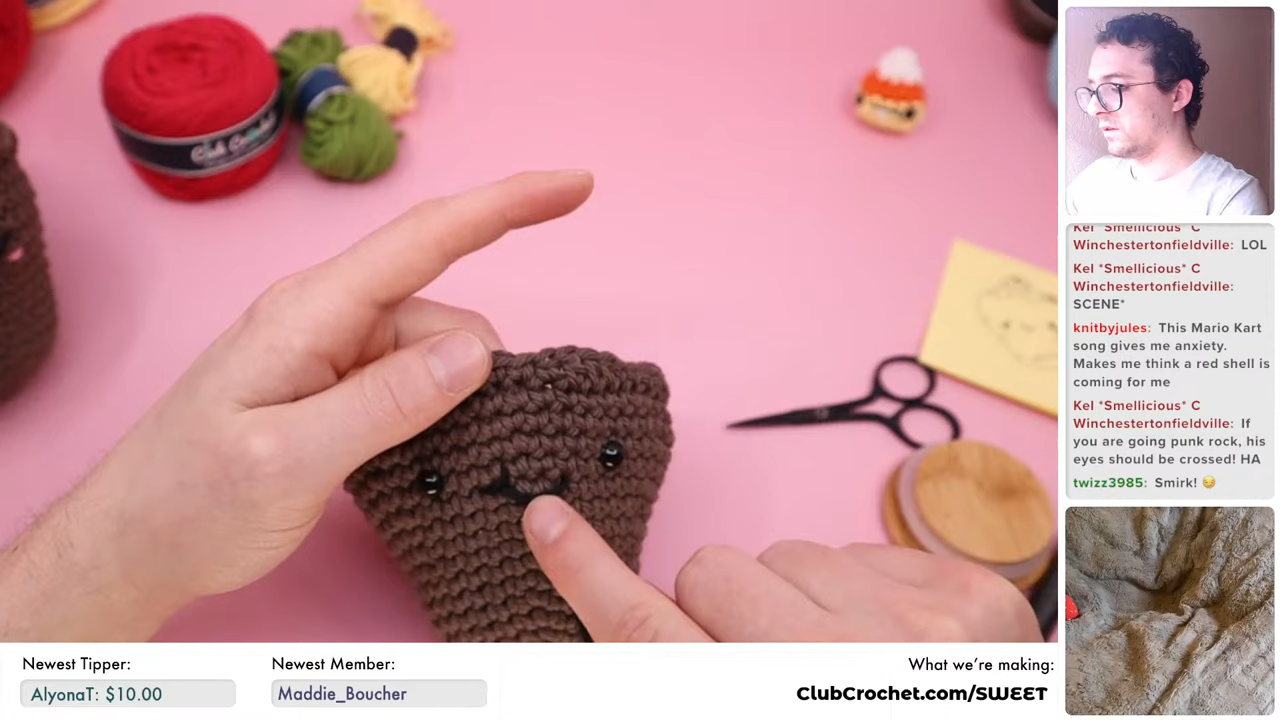 Club Crochet
Kel *Smellicious* C
Winchestertonfieldville: LOL
Kel *Smellicious* C
Winchestertonfieldville:
SCENE*
knitbyjules: This Mario Kart
song gives me anxiety.
Makes me think a red shell is
coming for me
Kel *Smellicious* C
Winchestertonfieldville: If
you are going punk rock, his
eyes should be crossed! HA
twizz3985: Smirk! 😏
Newest Tipper:
AlyonaT: $10.00
Newest Member:
Maddie_Boucher
What we're making:
ClubCrochet.com/SWEET